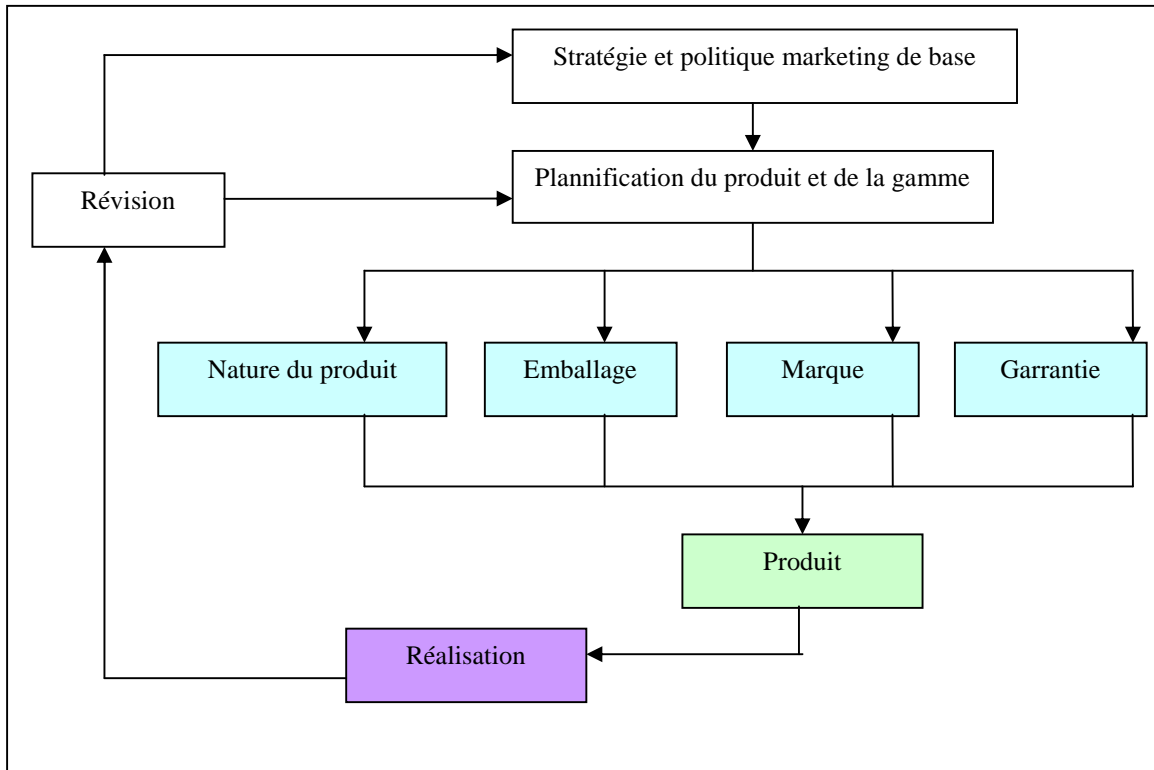 Stratégie et politique marketing de base
Plannification du produit et de la gamme
Révision
Nature du produit
Emballage
Marque
Garrantie
Produit
Réalisation